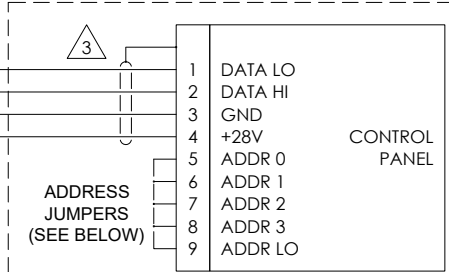 3
1 DATA LO
2 DATA HI
3 GND
4 +28V CONTROL
5 ADDR 0 PANEL
6 ADDR 1
7 ADDR 2
8 ADDR 3
9 ADDR LO
ADDRESS
JUMPERS
(SEE BELOW)